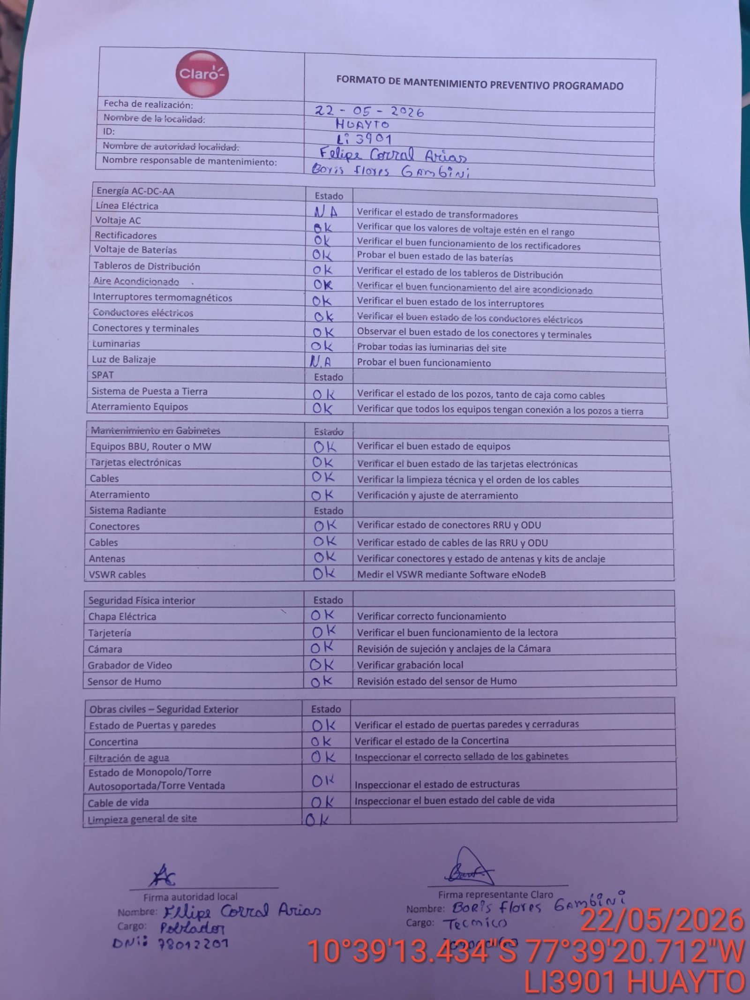 Claro
FORMATO DE MANTENIMIENTO PREVENTIVO PROGRAMADO
Fecha de realización: 22 - 05 - 2026
Nombre de la localidad: HUAYTO
ID: Li 3901
Nombre de autoridad localidad: Felipe Corral Arias
Nombre responsable de mantenimiento: Boris Flores GAmbiNi
Energía AC-DC-AA Estado
Línea Eléctrica NA Verificar el estado de transformadores
Voltaje AC OK Verificar que los valores de voltaje estén en el rango
Rectificadores OK Verificar el buen funcionamiento de los rectificadores
Voltaje de Baterías OK Probar el buen estado de las baterías
Tableros de Distribución OK Verificar el estado de los tableros de Distribución
Aire Acondicionado OK Verificar el buen funcionamiento del aire acondicionado
Interruptores termomagnéticos OK Verificar el buen estado de los interruptores
Conductores eléctricos OK Verificar el buen estado de los conductores eléctricos
Conectores y terminales OK Observar el buen estado de los conectores y terminales
Luminarias OK Probar todas las luminarias del site
Luz de Balizaje N.A Probar el buen funcionamiento
SPAT Estado
Sistema de Puesta a Tierra OK Verificar el estado de los pozos, tanto de caja como cables
Aterramiento Equipos OK Verificar que todos los equipos tengan conexión a los pozos a tierra
Mantenimiento en Gabinetes Estado
Equipos BBU, Router o MW OK Verificar el buen estado de equipos
Tarjetas electrónicas OK Verificar el buen estado de las tarjetas electrónicas
Cables OK Verificar la limpieza técnica y el orden de los cables
Aterramiento OK Verificación y ajuste de aterramiento
Sistema Radiante Estado
Conectores OK Verificar estado de conectores RRU y ODU
Cables OK Verificar estado de cables de las RRU y ODU
Antenas OK Verificar conectores y estado de antenas y kits de anclaje
VSWR cables OK Medir el VSWR mediante Software eNodeB
Seguridad Física interior Estado
Chapa Eléctrica OK Verificar correcto funcionamiento
Tarjetería OK Verificar el buen funcionamiento de la lectora
Cámara OK Revisión de sujeción y anclajes de la Cámara
Grabador de Video OK Verificar grabación local
Sensor de Humo OK Revisión estado del sensor de Humo
Obras civiles – Seguridad Exterior Estado
Estado de Puertas y paredes OK Verificar el estado de puertas paredes y cerraduras
Concertina OK Verificar el estado de la Concertina
Filtración de agua OK Inspeccionar el correcto sellado de los gabinetes
Estado de Monopolo/Torre
Autosoportada/Torre Ventada OK Inspeccionar el estado de estructuras
Cable de vida OK Inspeccionar el buen estado del cable de vida
Limpieza general de site OK
Firma autoridad local
Nombre: Felipe Corral Arias
Cargo: Poblador
DNi: 78012201
Firma representante Claro
Nombre: Boris Flores GAmbiNi
Cargo: Tecnico
22/05/2026
10°39'13.434"S 77°39'20.712"W
LI3901 HUAYTO